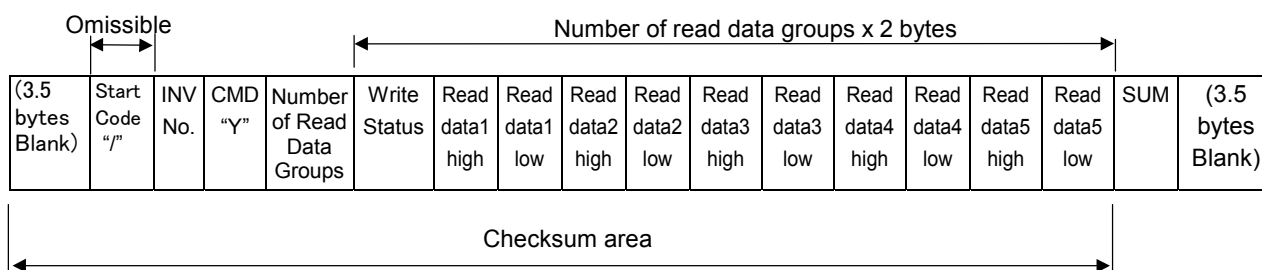 Omissible
Number of read data groups x 2 bytes
(3.5 bytes Blank)
Start Code “/”
INV No.
CMD “Y”
Number of Read Data Groups
Write Status
Read data1 high
Read data1 low
Read data2 high
Read data2 low
Read data3 high
Read data3 low
Read data4 high
Read data4 low
Read data5 high
Read data5 low
SUM
(3.5 bytes Blank)
Checksum area